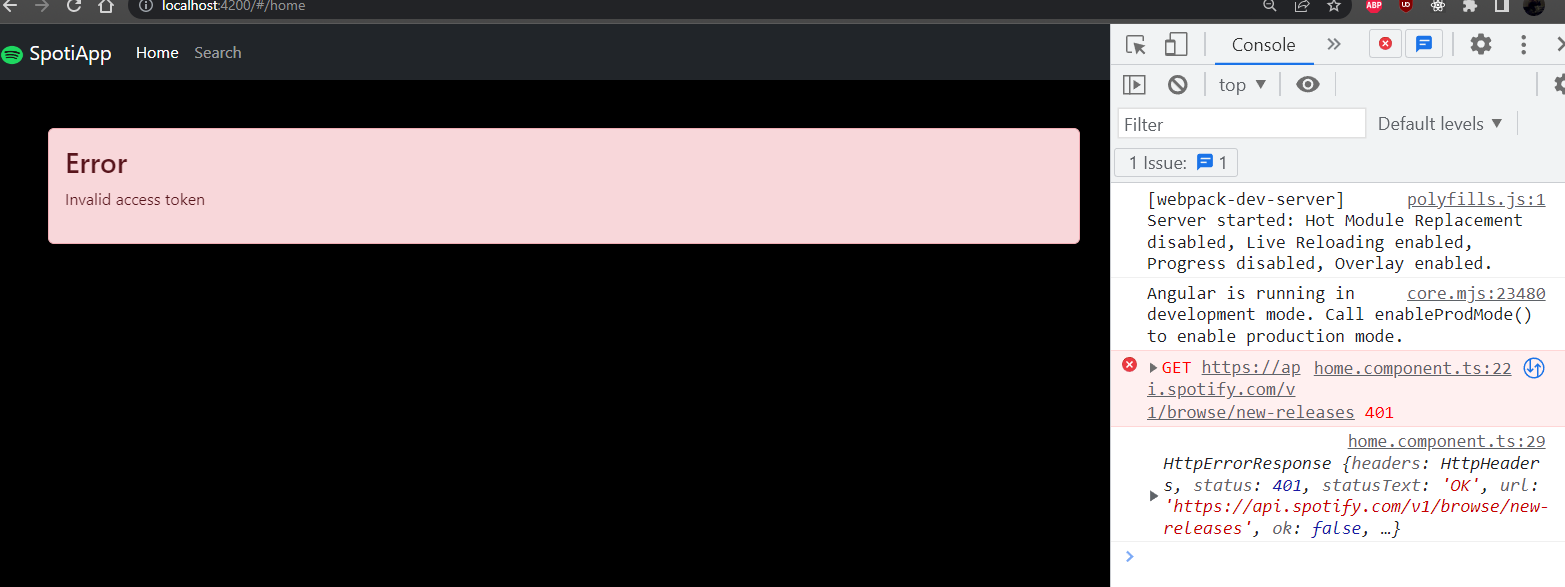 localhost:4200/#/home
ABP
UD
SpotiApp
Home
Search
Error
Invalid access token
Console
top ▼
Filter
Default levels ▼
1 Issue: 1
[webpack-dev-server] polyfills.js:1
Server started: Hot Module Replacement
disabled, Live Reloading enabled,
Progress disabled, Overlay enabled.
Angular is running in core.mjs:23480
development mode. Call enableProdMode()
to enable production mode.
GET https://ap home.component.ts:22
i.spotify.com/v
1/browse/new-releases 401
home.component.ts:29
HttpErrorResponse {headers: HttpHeader
s, status: 401, statusText: 'OK', url:
'https://api.spotify.com/v1/browse/new-
releases', ok: false, …}